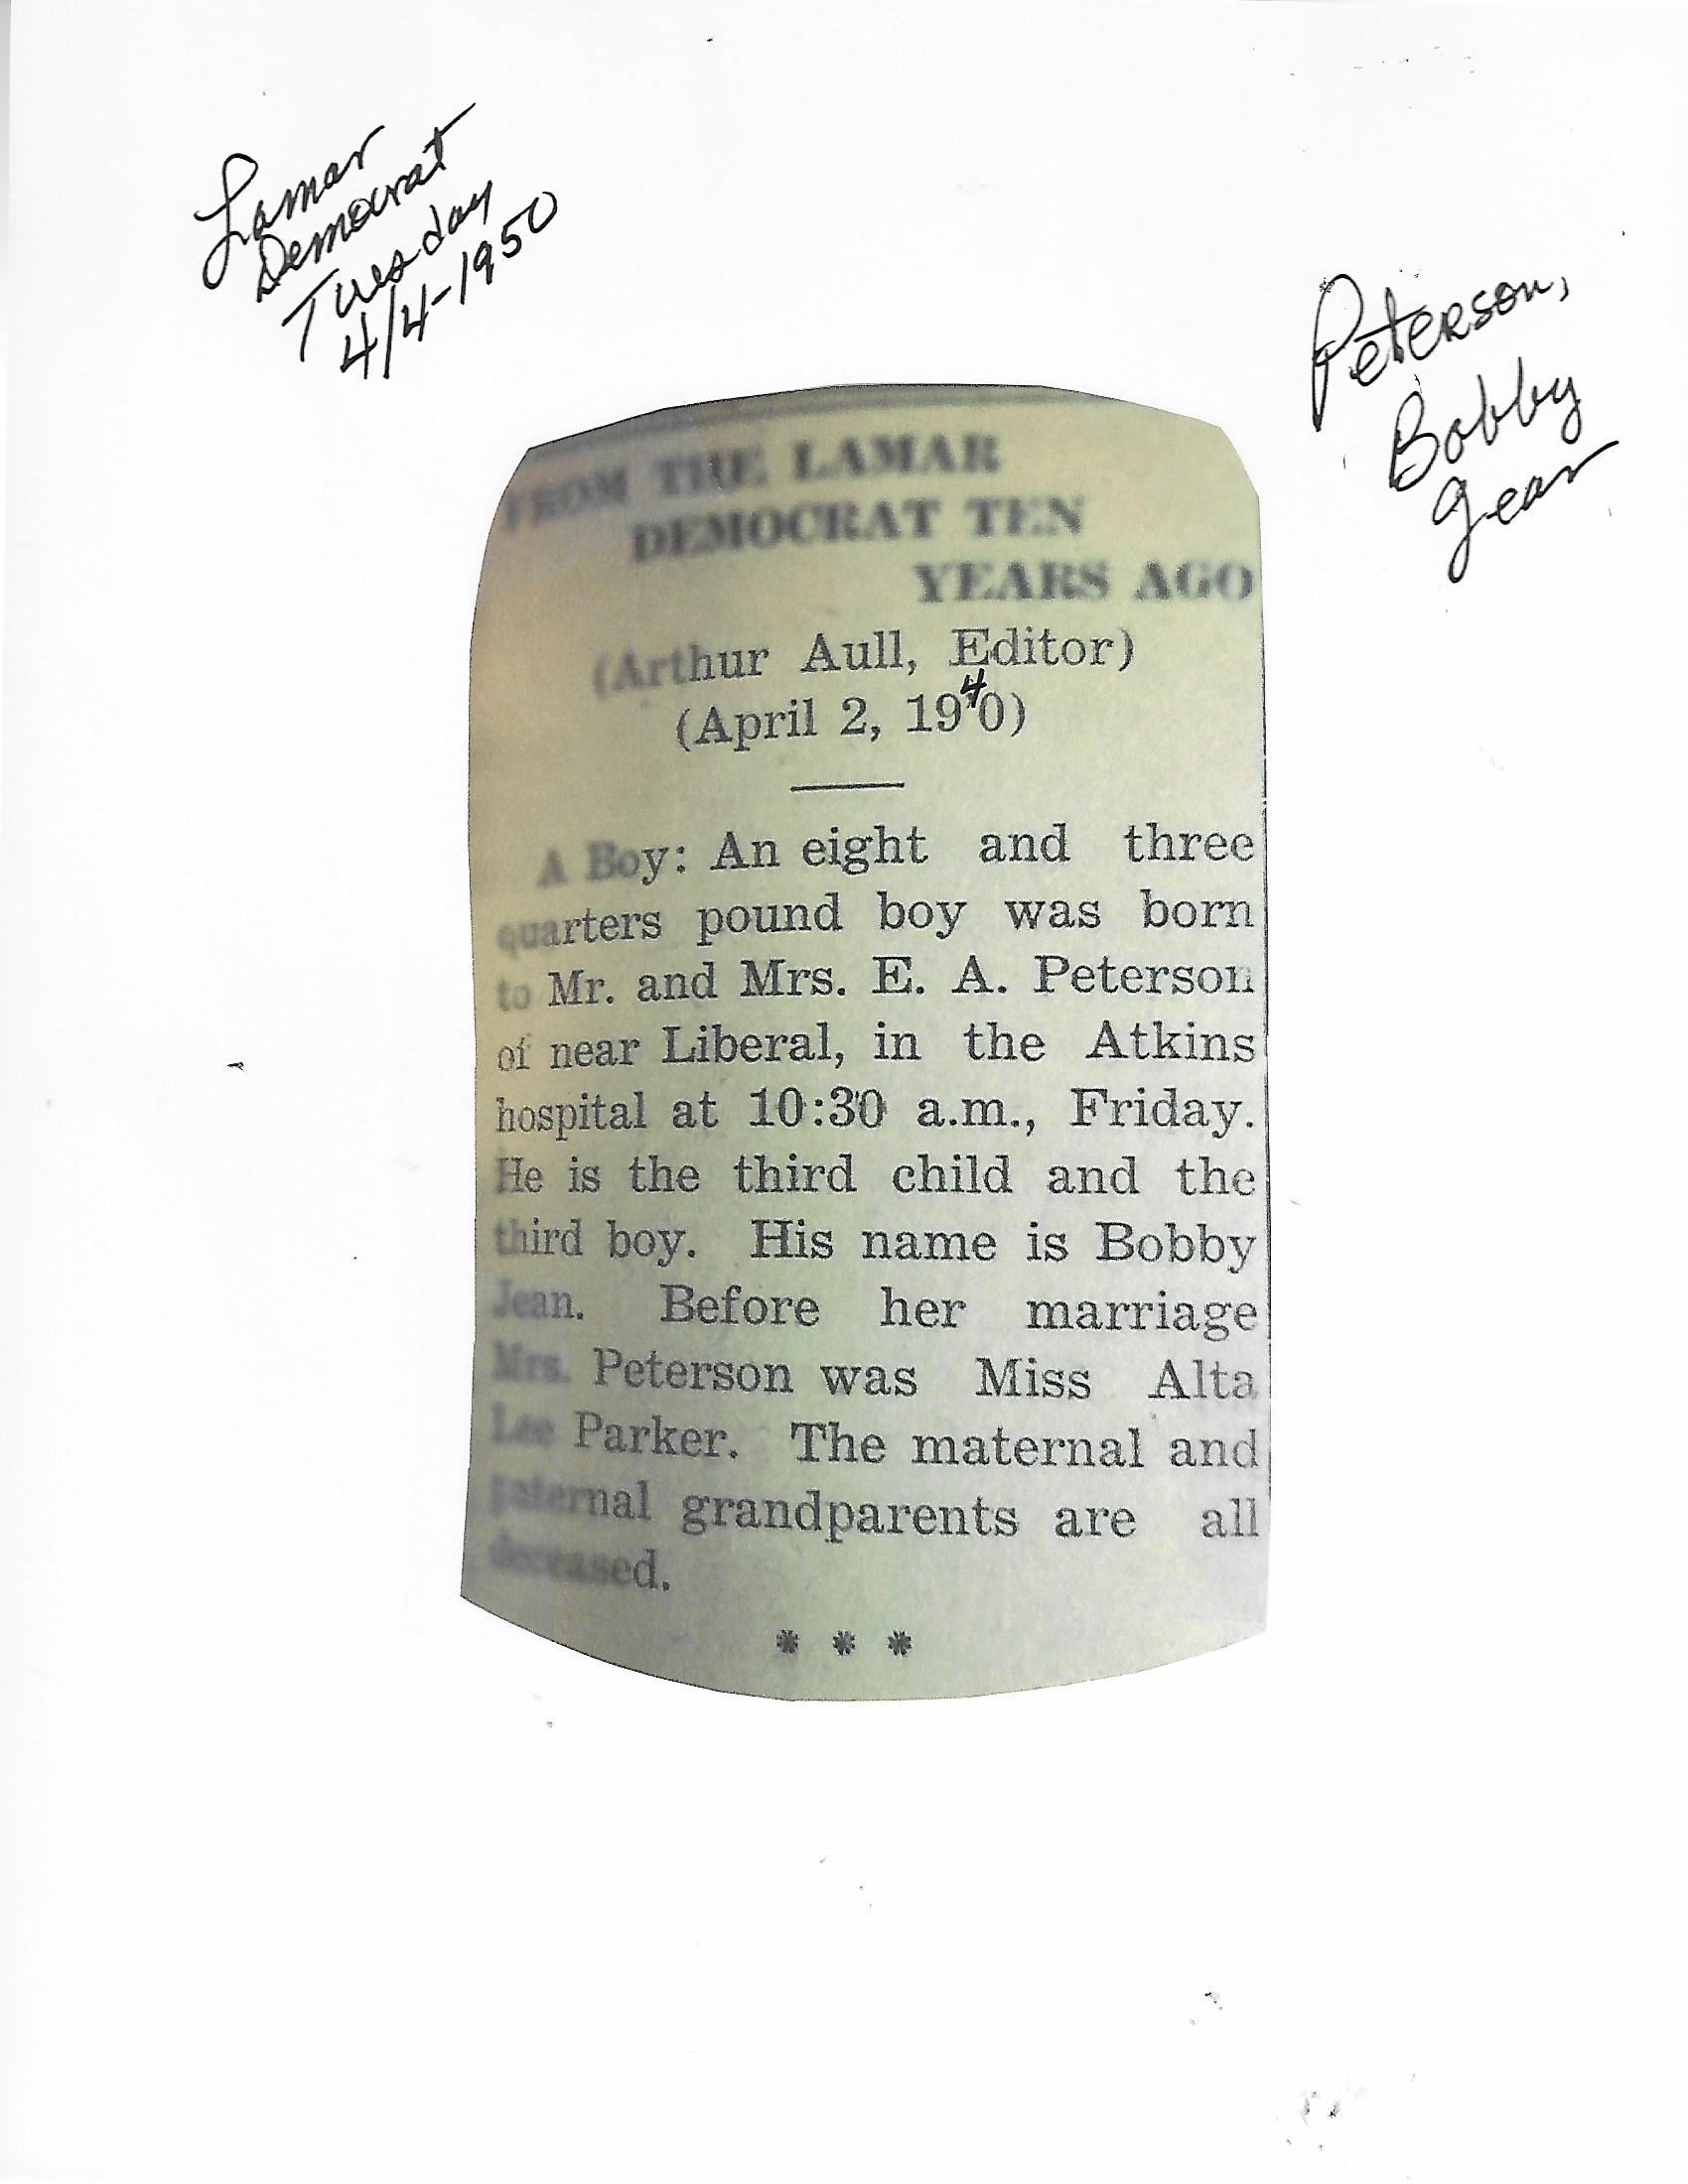 Lamar
Democrat
Tuesday
4/4-1950
Peterson,
Bobby
Jean
FROM THE LAMAR
DEMOCRAT TEN
YEARS AGO
(Arthur Aull, Editor)
(April 2, 1940)
A Boy: An eight and three
quarters pound boy was born
to Mr. and Mrs. E. A. Peterson
of near Liberal, in the Atkins
hospital at 10:30 a.m., Friday.
He is the third child and the
third boy. His name is Bobby
Jean. Before her marriage
Mrs. Peterson was Miss Alta
Lee Parker. The maternal and
paternal grandparents are all
deceased.
* * *